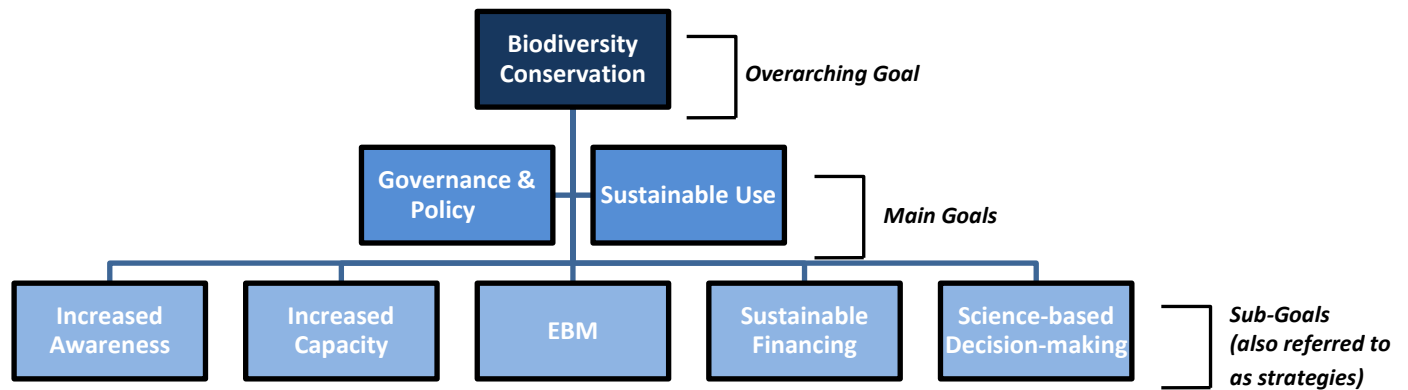 Biodiversity
Conservation
Overarching Goal
Governance &
Policy
Sustainable Use
Main Goals
Increased
Awareness
Increased
Capacity
EBM
Sustainable
Financing
Science-based
Decision-making
Sub-Goals
(also referred to
as strategies)